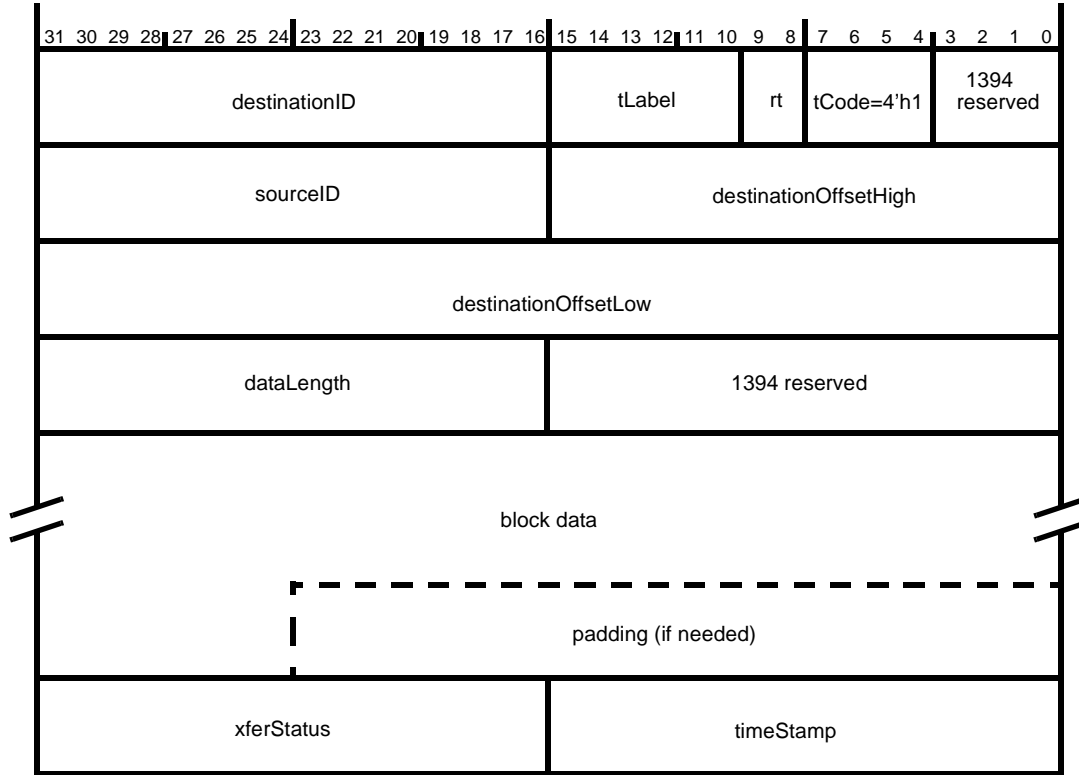 31 30 29 28 27 26 25 24 23 22 21 20 19 18 17 16 15 14 13 12 11 10 9 8 7 6 5 4 3 2 1 0
destinationID tLabel rt tCode=4'h1 1394
reserved
sourceID destinationOffsetHigh
destinationOffsetLow
dataLength 1394 reserved
block data
padding (if needed)
xferStatus timeStamp